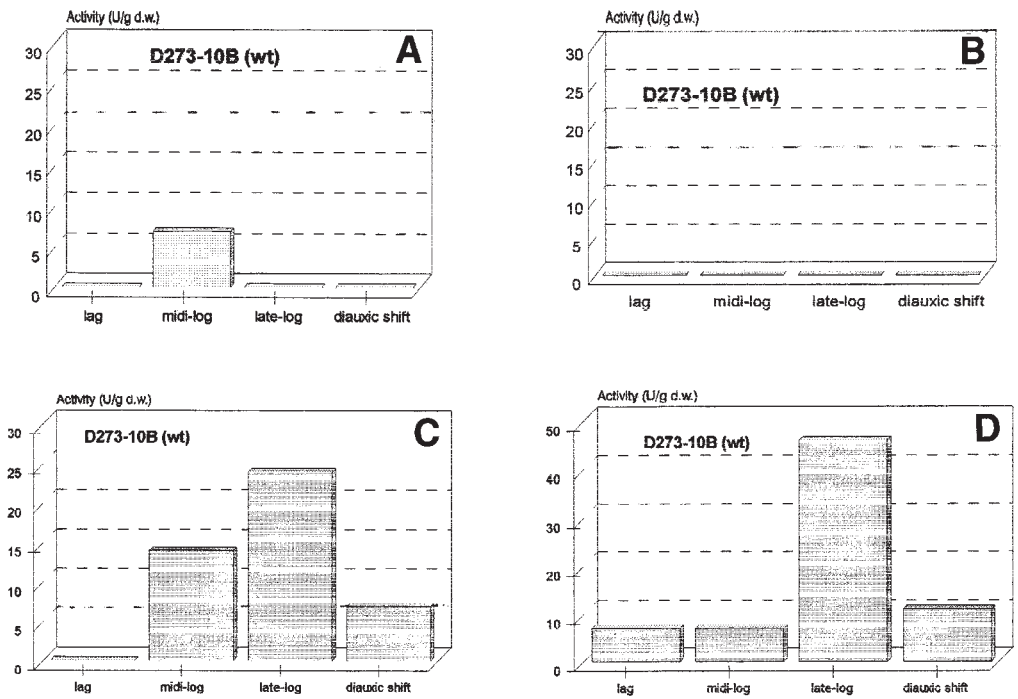 Activity (U/g d.w.)
A
D273-10B (wt)
30
25
20
15
10
5
0
lag midi-log late-log diauxic shift
Activity (U/g d.w.)
B
D273-10B (wt)
30
25
20
15
10
5
0
lag midi-log late-log diauxic shift
Activity (U/g d.w.)
C
D273-10B (wt)
30
25
20
15
10
5
0
lag midi-log late-log diauxic shift
Activity (U/g d.w.)
D
D273-10B (wt)
50
40
30
20
10
0
lag midi-log late-log diauxic shift